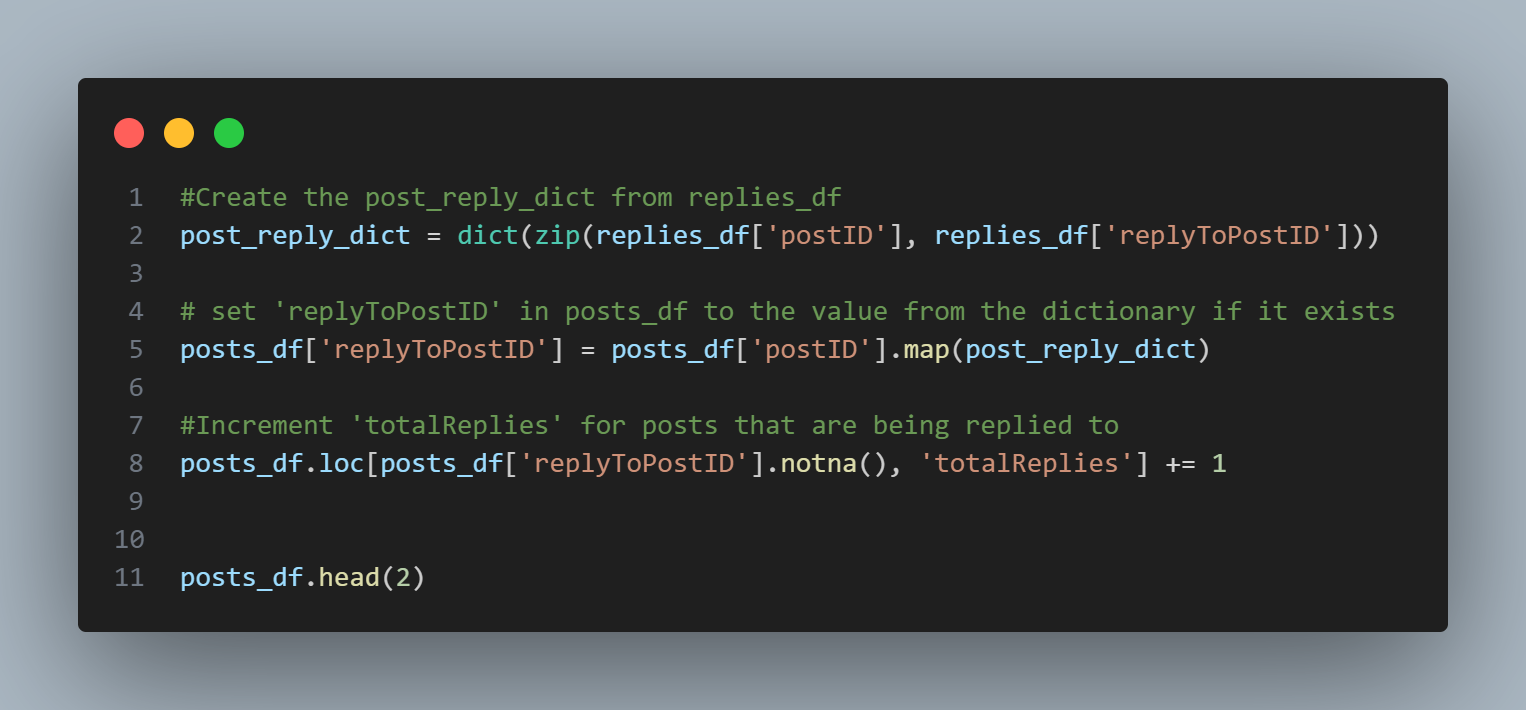 1 #Create the post_reply_dict from replies_df
2 post_reply_dict = dict(zip(replies_df['postID'], replies_df['replyToPostID']))
3
4 # set 'replyToPostID' in posts_df to the value from the dictionary if it exists
5 posts_df['replyToPostID'] = posts_df['postID'].map(post_reply_dict)
6
7 #Increment 'totalReplies' for posts that are being replied to
8 posts_df.loc[posts_df['replyToPostID'].notna(), 'totalReplies'] += 1
9
10
11 posts_df.head(2)